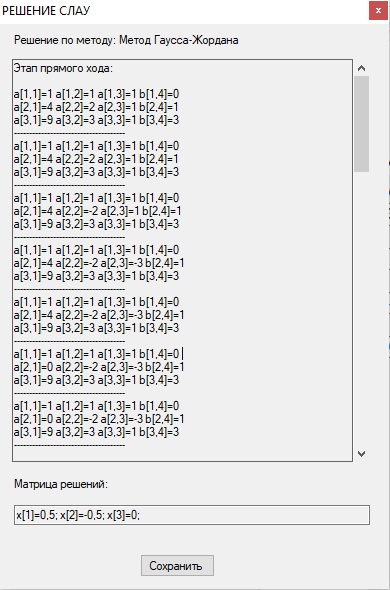 РЕШЕНИЕ СЛАУ
Решение по методу: Метод Гаусса-Жордана
Этап прямого хода:
a[1,1]=1 a[1,2]=1 a[1,3]=1 b[1,4]=0
a[2,1]=4 a[2,2]=2 a[2,3]=1 b[2,4]=1
a[3,1]=9 a[3,2]=3 a[3,3]=1 b[3,4]=3
-------------------------------------
a[1,1]=1 a[1,2]=1 a[1,3]=1 b[1,4]=0
a[2,1]=4 a[2,2]=2 a[2,3]=1 b[2,4]=1
a[3,1]=9 a[3,2]=3 a[3,3]=1 b[3,4]=3
-------------------------------------
a[1,1]=1 a[1,2]=1 a[1,3]=1 b[1,4]=0
a[2,1]=4 a[2,2]=-2 a[2,3]=1 b[2,4]=1
a[3,1]=9 a[3,2]=3 a[3,3]=1 b[3,4]=3
-------------------------------------
a[1,1]=1 a[1,2]=1 a[1,3]=1 b[1,4]=0
a[2,1]=4 a[2,2]=-2 a[2,3]=-3 b[2,4]=1
a[3,1]=9 a[3,2]=3 a[3,3]=1 b[3,4]=3
-------------------------------------
a[1,1]=1 a[1,2]=1 a[1,3]=1 b[1,4]=0
a[2,1]=4 a[2,2]=-2 a[2,3]=-3 b[2,4]=1
a[3,1]=9 a[3,2]=3 a[3,3]=1 b[3,4]=3
-------------------------------------
a[1,1]=1 a[1,2]=1 a[1,3]=1 b[1,4]=0
a[2,1]=0 a[2,2]=-2 a[2,3]=-3 b[2,4]=1
a[3,1]=9 a[3,2]=3 a[3,3]=1 b[3,4]=3
-------------------------------------
a[1,1]=1 a[1,2]=1 a[1,3]=1 b[1,4]=0
a[2,1]=0 a[2,2]=-2 a[2,3]=-3 b[2,4]=1
a[3,1]=9 a[3,2]=3 a[3,3]=1 b[3,4]=3
-------------------------------------
Матрица решений:
x[1]=0,5; x[2]=-0,5; x[3]=0;
Сохранить